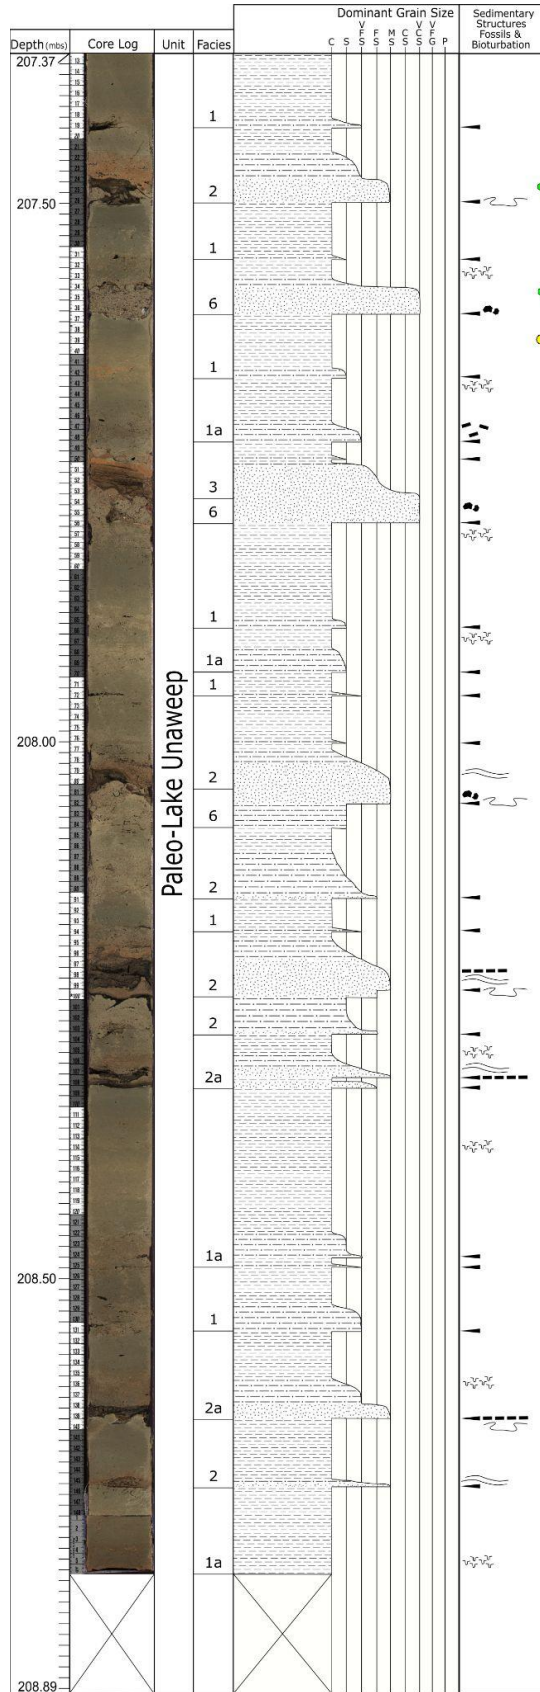 Dominant Grain Size
Sedimentary
Structures
Fossils &
Bioturbation
Depth (mbs)
Core Log
Unit
Facies
C
S
VFS
FS
MS
CS
VCS
VFG
P
207.37
1
2
207.50
1
6
1
1a
3
6
1
1a
1
208.00
2
6
Paleo-Lake Unaweep
2
1
2
2
2a
1a
208.50
1
2a
2
1a
208.89